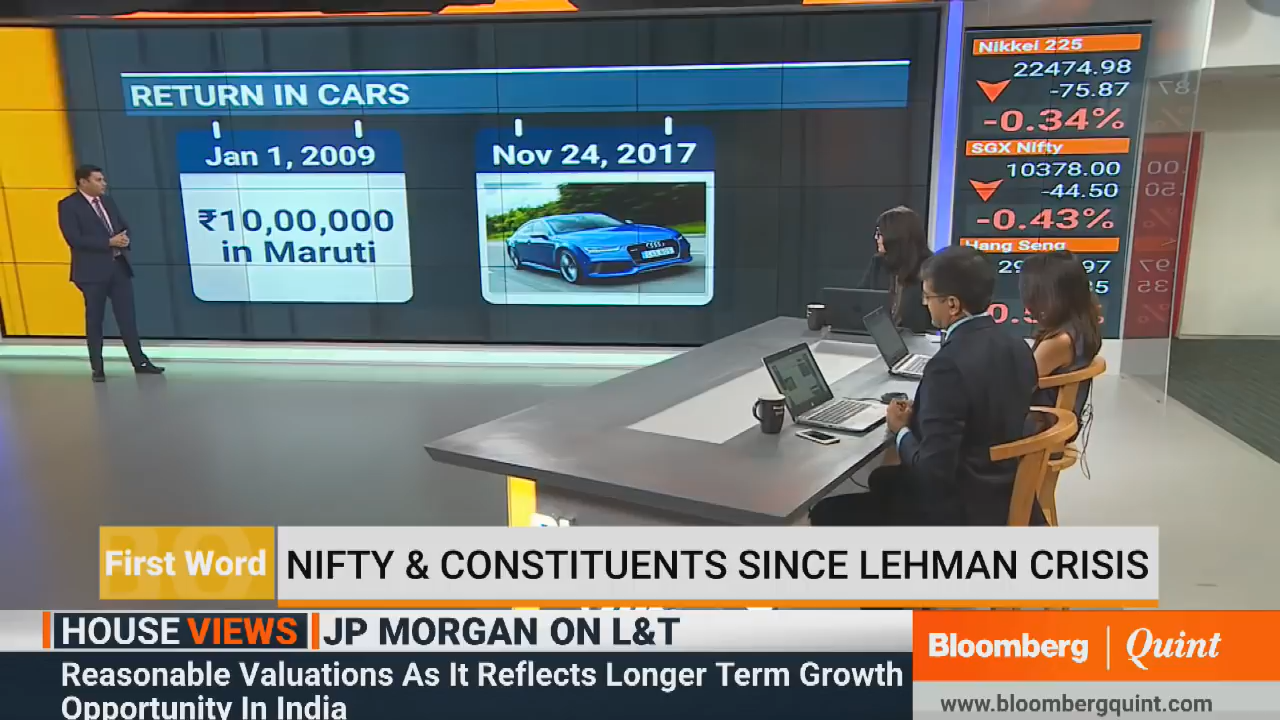 RETURN IN CARS
Jan 1, 2009
₹10,00,000
in Maruti
Nov 24, 2017
Nikkei 225
22474.98
-75.87
-0.34%
SGX Nifty
10378.00
-44.50
-0.43%
Hang Seng
First Word
NIFTY & CONSTITUENTS SINCE LEHMAN CRISIS
HOUSE VIEWS
JP MORGAN ON L&T
Reasonable Valuations As It Reflects Longer Term Growth
Opportunity In India
Bloomberg | Quint
www.bloombergquint.com